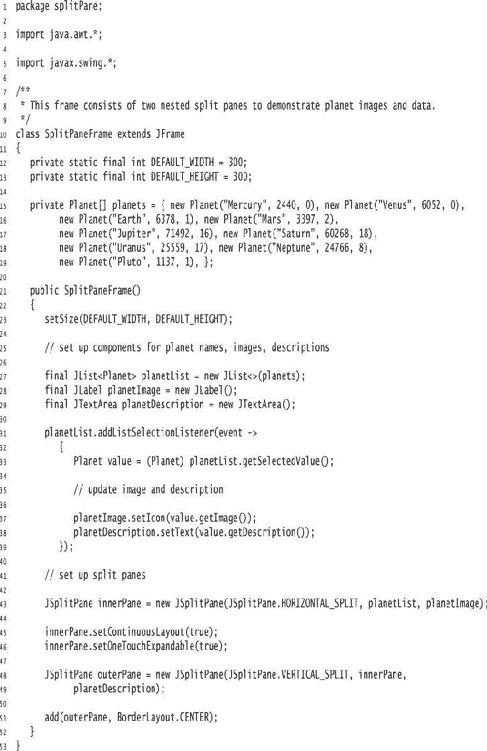 1 package splitPane;
2
3 import java.awt.*;
4
5 import javax.swing.*;
6
7 /**
8  * This frame consists of two nested split panes to demonstrate planet images and data.
9  */
10 class SplitPaneFrame extends JFrame
11 {
12    private static final int DEFAULT_WIDTH = 300;
13    private static final int DEFAULT_HEIGHT = 300;
14
15    private Planet[] planets = { new Planet("Mercury", 2440, 0), new Planet("Venus", 6052, 0),
16          new Planet("Earth", 6378, 1), new Planet("Mars", 3397, 2),
17          new Planet("Jupiter", 71492, 16), new Planet("Saturn", 60268, 18),
18          new Planet("Uranus", 25559, 17), new Planet("Neptune", 24766, 8),
19          new Planet("Pluto", 1137, 1), };
20
21    public SplitPaneFrame()
22    {
23       setSize(DEFAULT_WIDTH, DEFAULT_HEIGHT);
24
25       // set up components for planet names, images, descriptions
26
27       final JList<Planet> planetList = new JList<>(planets);
28       final JLabel planetImage = new JLabel();
29       final JTextArea planetDescription = new JTextArea();
30
31       planetList.addListSelectionListener(event ->
32          {
33             Planet value = (Planet) planetList.getSelectedValue();
34
35             // update image and description
36
37             planetImage.setIcon(value.getImage());
38             planetDescription.setText(value.getDescription());
39          });
40
41       // set up split panes
42
43       JSplitPane innerPane = new JSplitPane(JSplitPane.HORIZONTAL_SPLIT, planetList, planetImage);
44
45       innerPane.setContinuousLayout(true);
46       innerPane.setOneTouchExpandable(true);
47
48       JSplitPane outerPane = new JSplitPane(JSplitPane.VERTICAL_SPLIT, innerPane,
49             planetDescription);
50
51       add(outerPane, BorderLayout.CENTER);
52    }
53 }